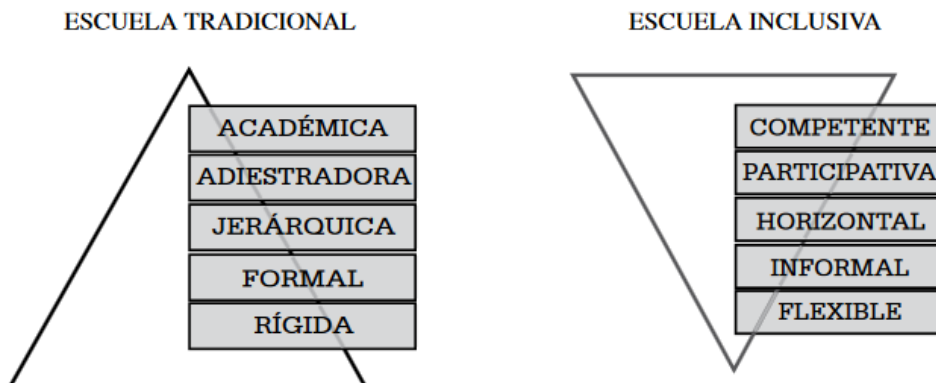 ESCUELA TRADICIONAL
ACADÉMICA
ADIESTRADORA
JERÁRQUICA
FORMAL
RÍGIDA
ESCUELA INCLUSIVA
COMPETENTE
PARTICIPATIVA
HORIZONTAL
INFORMAL
FLEXIBLE